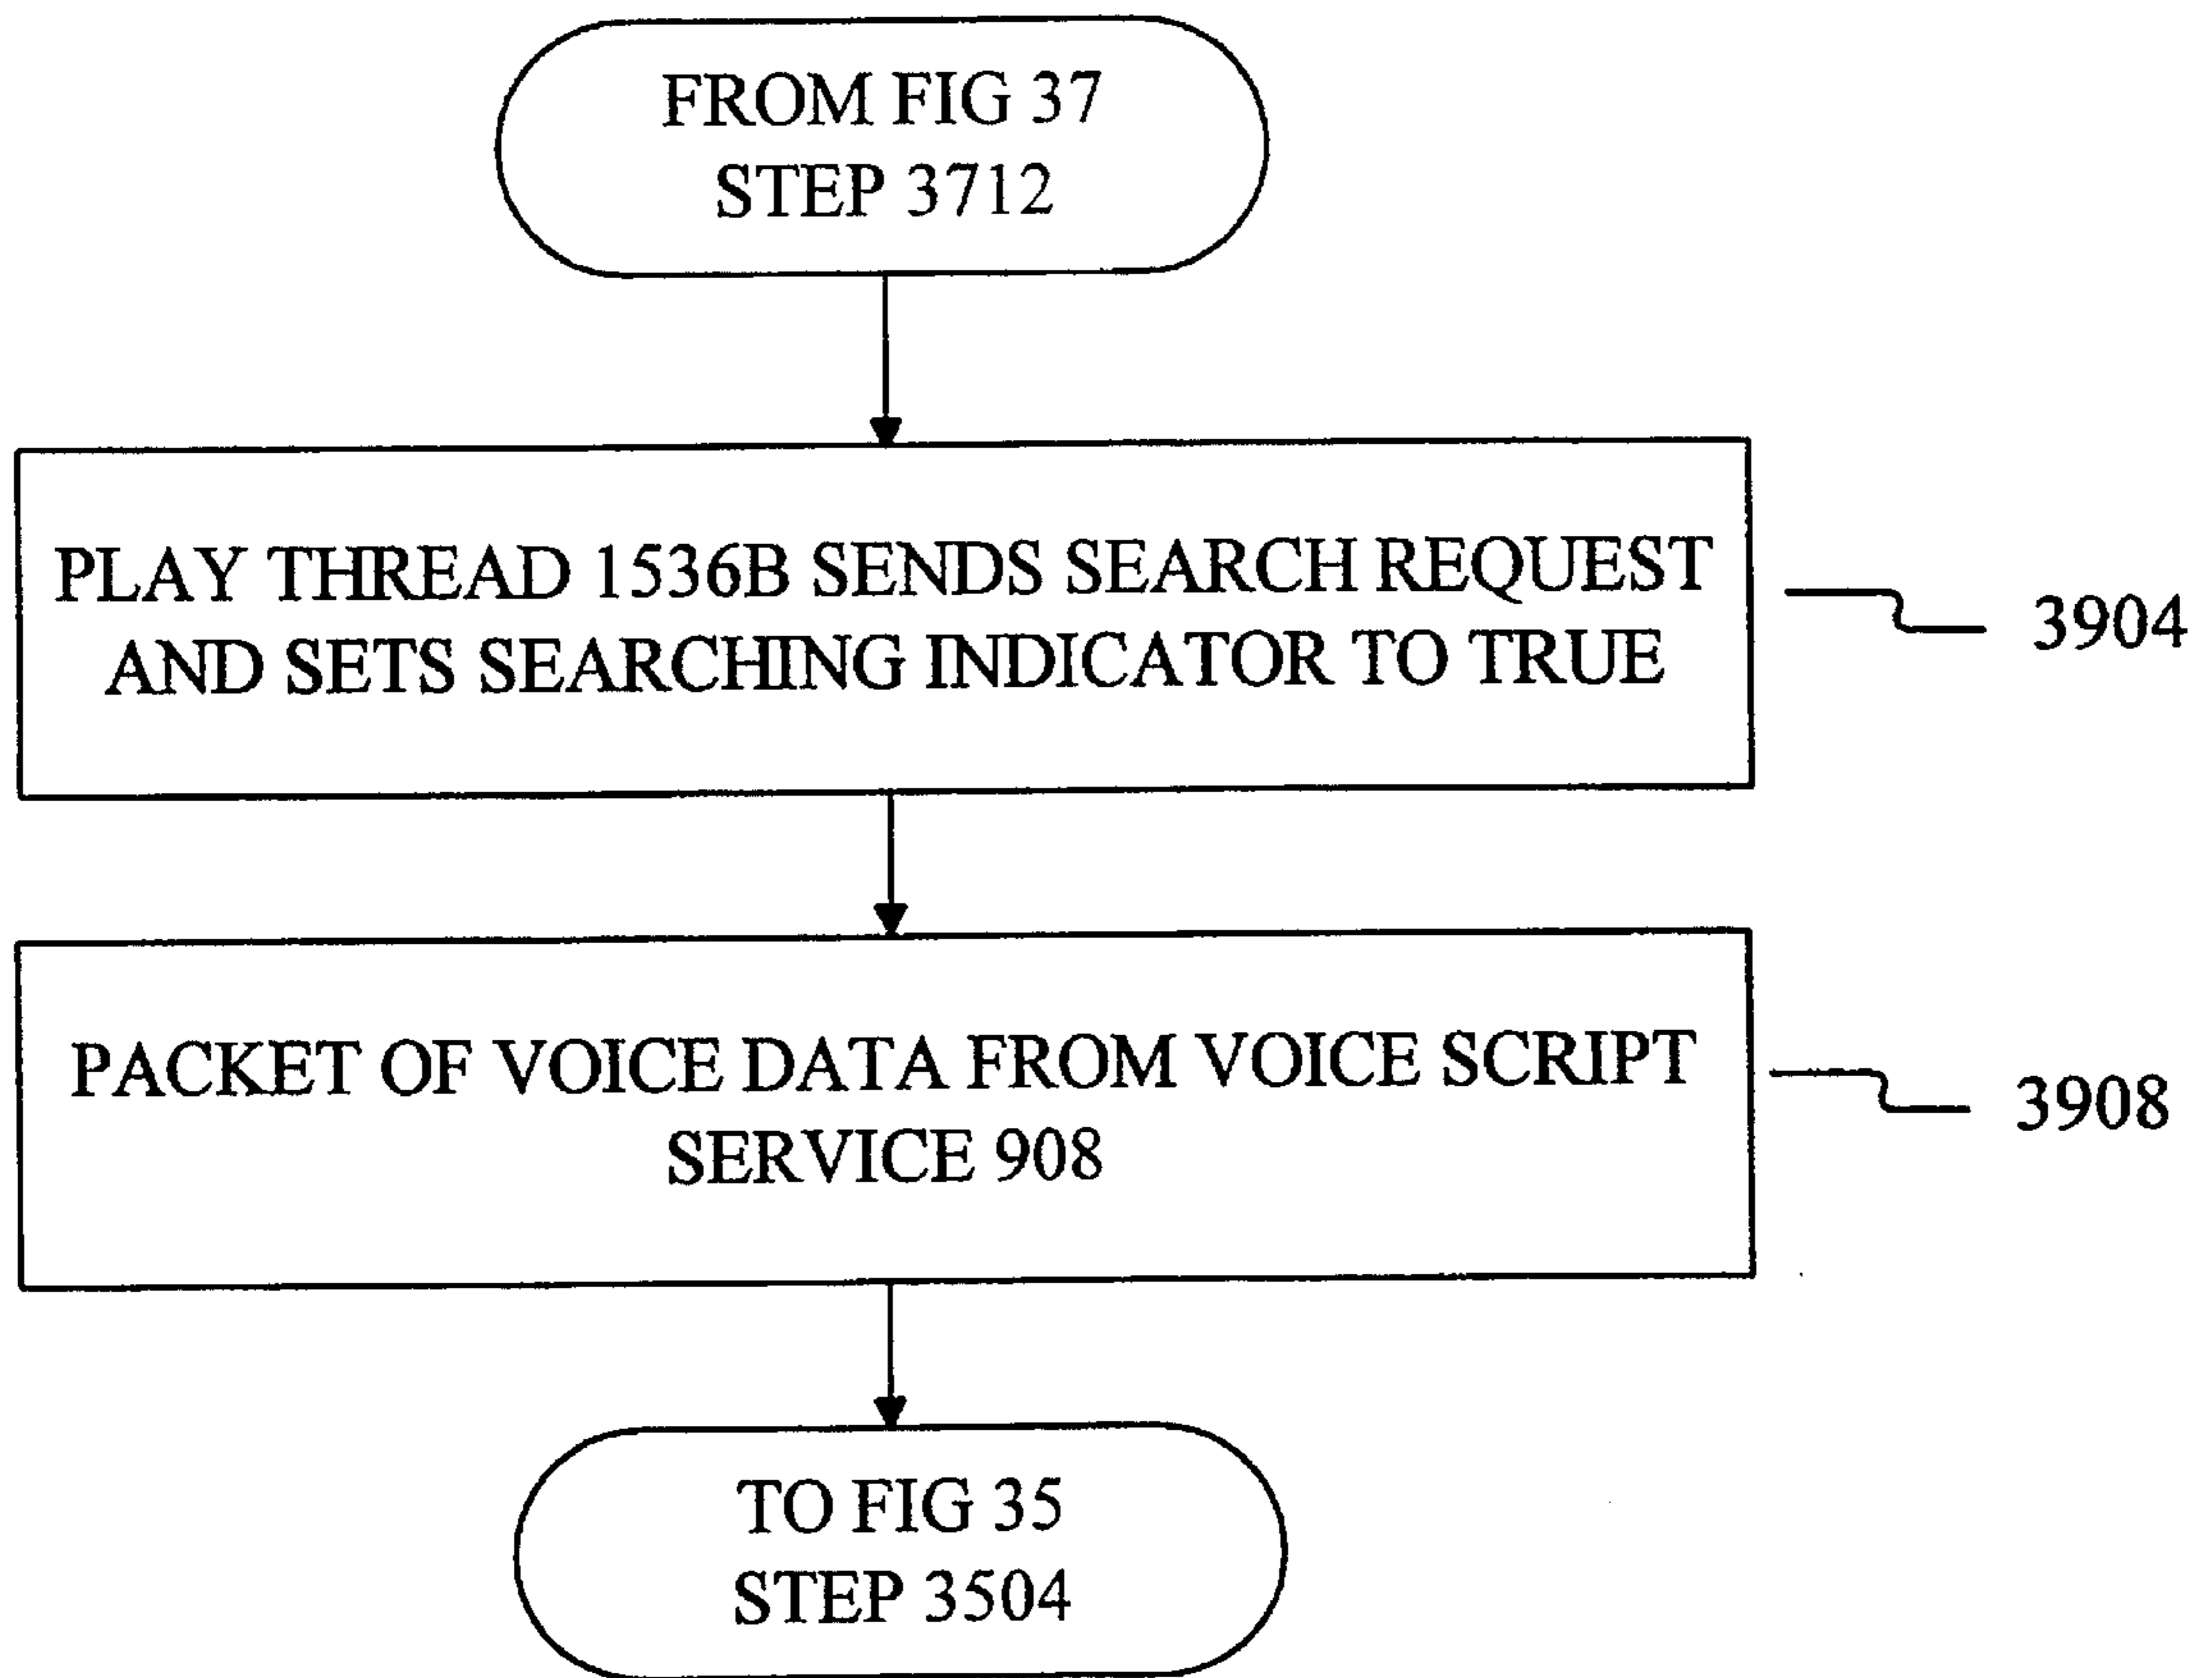 FROM FIG 37
STEP 3712
PLAY THREAD 1536B SENDS SEARCH REQUEST
AND SETS SEARCHING INDICATOR TO TRUE
3904
PACKET OF VOICE DATA FROM VOICE SCRIPT
SERVICE 908
3908
TO FIG 35
STEP 3504